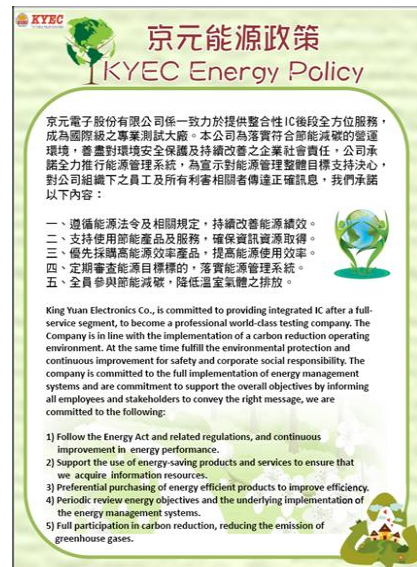 KYEC
京元能源政策
KYEC Energy Policy
京元電子股份有限公司係一致力於提供整合性IC後段全方位服務，
成為國際級之專業測試大廠。本公司為落實符合節能減碳的營運
環境，善盡對環境安全保護及持續改善之企業社會責任，公司承
諾全力推行能源管理系統，為宣示對能源管理整體目標支持決心，
對公司組織下之員工及所有利害相關者傳達正確訊息，我們承諾
以下內容：
一、遵循能源法令及相關規定，持續改善能源績效。
二、支持使用節能產品及服務，確保資訊資源取得。
三、優先採購高能源效率產品，提高能源使用效率。
四、定期審查能源目標標的，落實能源管理系統。
五、全員參與節能減碳，降低溫室氣體之排放。
King Yuan Electronics Co., is committed to providing integrated IC after a full-
service segment, to become a professional world-class testing company. The
Company is in line with the implementation of a carbon reduction operating
environment. At the same time fulfill the environmental protection and
continuous improvement for safety and corporate social responsibility. The
company is committed to the full implementation of energy management
systems and are commitment to support the overall objectives by informing
all employees and stakeholders to convey the right message, we are
committed to the following:
1) Follow the Energy Act and related regulations, and continuous
improvement in energy performance.
2) Support the use of energy-saving products and services to ensure that
we acquire information resources.
3) Preferential purchasing of energy efficient products to improve efficiency.
4) Periodic review energy objectives and the underlying implementation of
the energy management systems.
5) Full participation in carbon reduction, reducing the emission of
greenhouse gases.